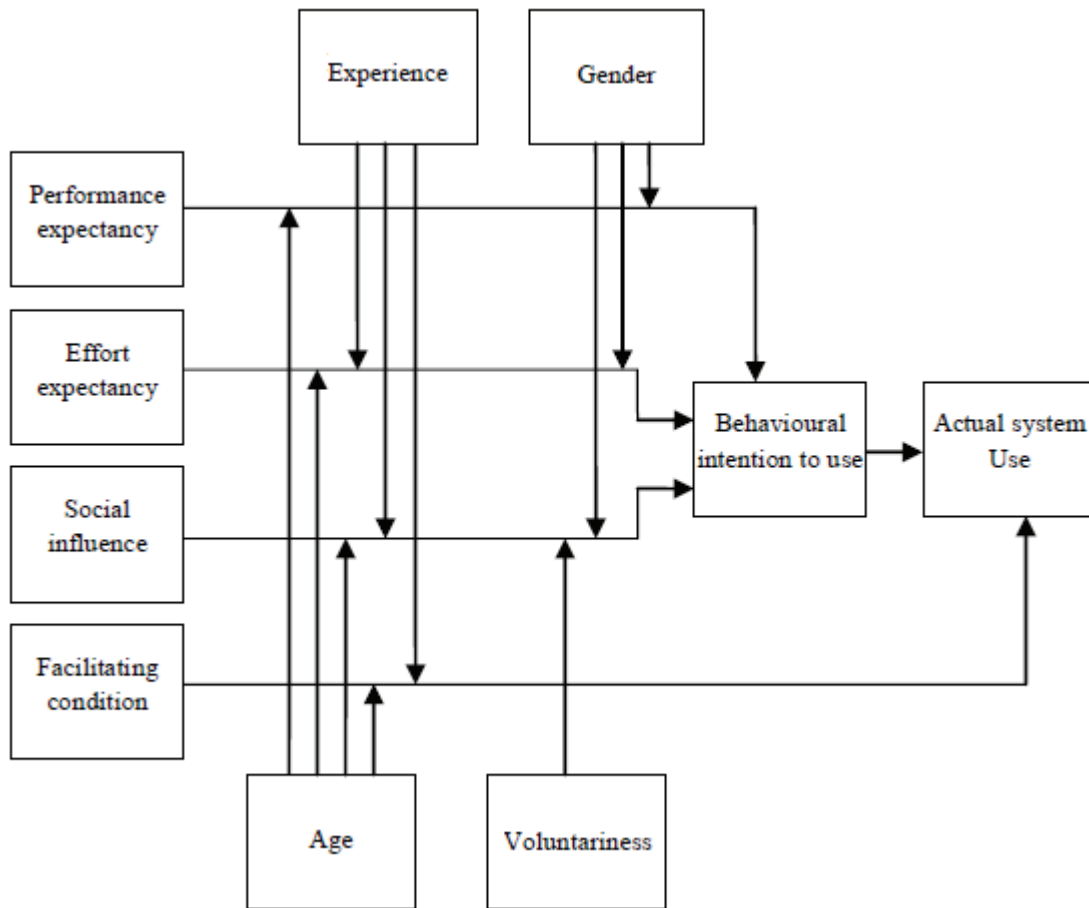 Experience
Gender
Performance
expectancy
Effort
expectancy
Social
influence
Facilitating
condition
Behavioural
intention to use
Actual system
Use
Age
Voluntariness